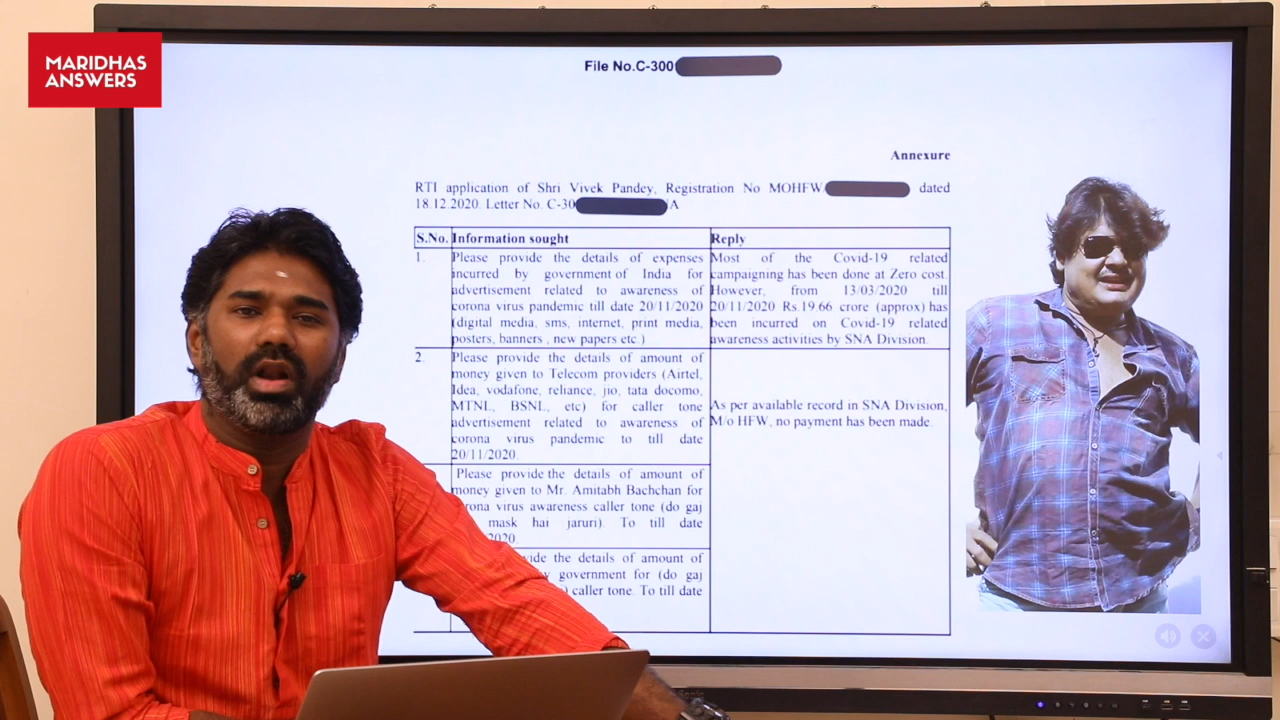 MARIDHAS
ANSWERS
File No.C-300
Annexure
RTI application of Shri Vivek Pandey, Registration No MOHFW dated
18.12.2020. Letter No. C-30 /A
S.No. Information sought Reply
1. Please provide the details of expenses
incurred by government of India for
advertisement related to awareness of
corona virus pandemic till date 20/11/2020
(digital media, sms, internet, print media,
posters, banners , new papers etc.)
Most of the Covid-19 related
campaigning has been done at Zero cost.
However, from 13/03/2020 till
20/11/2020 Rs.19.66 crore (approx) has
been incurred on Covid-19 related
awareness activities by SNA Division.
2. Please provide the details of amount of
money given to Telecom providers (Airtel,
Idea, vodafone, reliance, jio, tata docomo,
MTNL, BSNL, etc) for caller tone
advertisement related to awareness of
corona virus pandemic to till date
20/11/2020.
As per available record in SNA Division,
M/o HFW, no payment has been made.
Please provide the details of amount of
money given to Mr. Amitabh Bachchan for
corona virus awareness caller tone (do gaj
mask hai jaruri). To till date
2020.
the details of amount of
government for (do gaj
caller tone. To till date